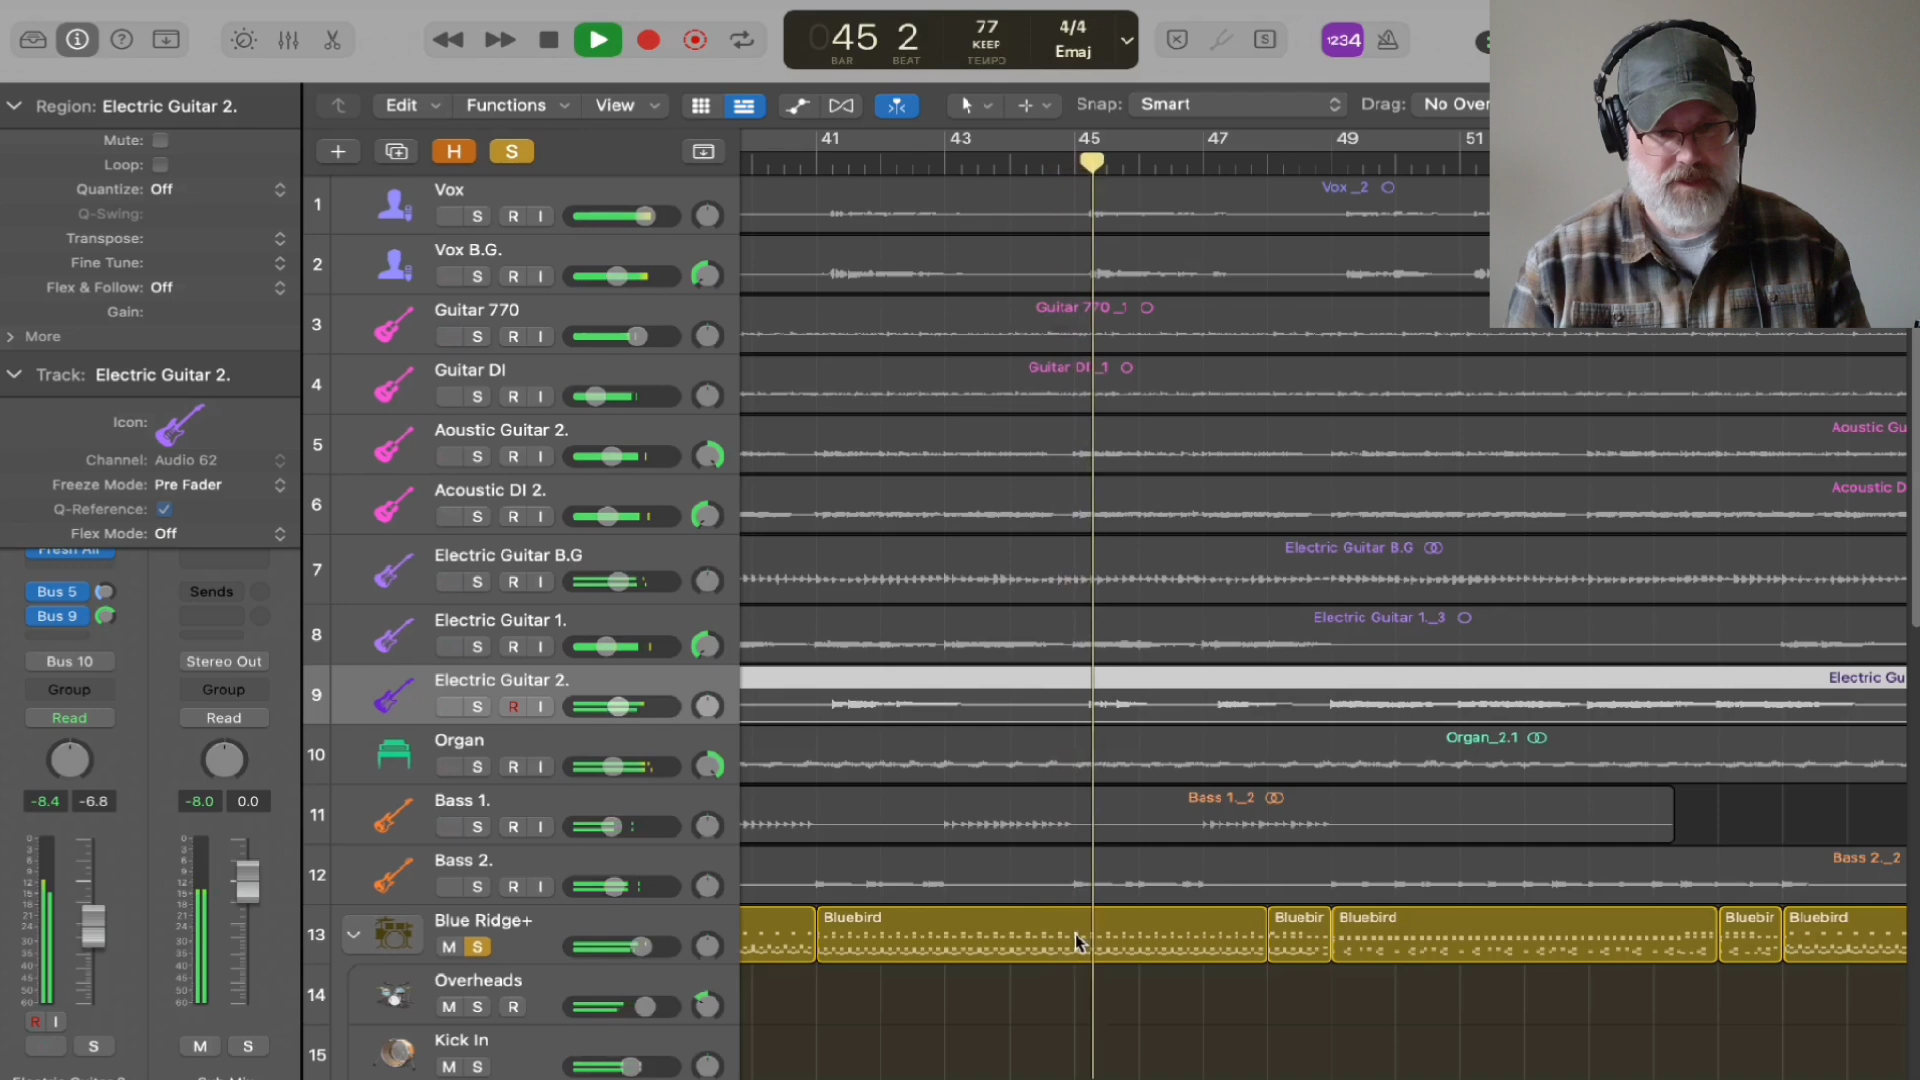 45 2
BAR BEAT
77
KEEP
TEMPO
4/4
Emaj
S
1234
Region: Electric Guitar 2.
Mute:
Loop:
Quantize: Off
Q-Swing:
Transpose:
Fine Tune:
Flex & Follow: Off
Gain:
More
Track: Electric Guitar 2.
Icon:
Channel: Audio 62
Freeze Mode: Pre Fader
Q-Reference:
Flex Mode: Off
Bus 5
Bus 9
Sends
Bus 10
Stereo Out
Group
Group
Read
Read
-8.4 -6.8
-8.0 0.0
R I
S
M S
Edit
Functions
View
Snap: Smart
Drag: No Over
H S
41 43 45 47 49 51
1 Vox
S R I
Vox_2
2 Vox B.G.
S R I
3 Guitar 770
S R I
Guitar 770_1
4 Guitar DI
S R I
Guitar DI_1
5 Aoustic Guitar 2.
S R I
Aoustic Gu
6 Acoustic DI 2.
S R I
Acoustic D
7 Electric Guitar B.G
S R I
Electric Guitar B.G
8 Electric Guitar 1.
S R I
Electric Guitar 1._3
9 Electric Guitar 2.
S R I
Electric Gu
10 Organ
S R I
Organ_2.1
11 Bass 1.
S R I
Bass 1._2
12 Bass 2.
S R I
Bass 2._2
13 Blue Ridge+
M S
Bluebird Bluebir Bluebird Bluebir Bluebird
14 Overheads
M S R
15 Kick In
M S